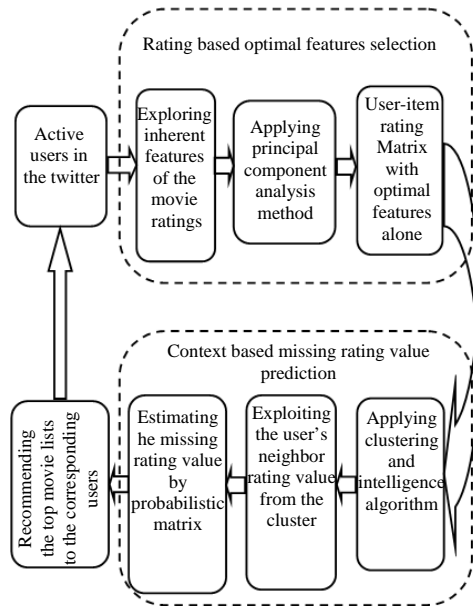 Rating based optimal features selection
Active
users in
the twitter
Exploring
inherent
features
of the
movie
ratings
Applying
principal
component
analysis
method
User-item
rating
Matrix
with
optimal
features
alone
Context based missing rating value
prediction
Applying
clustering
and
intelligence
algorithm
Exploiting
the user's
neighbor
rating value
from the
cluster
Estimating
he missing
rating value
by
probabilistic
matrix
Recommending
the top movie lists
to the corresponding
users